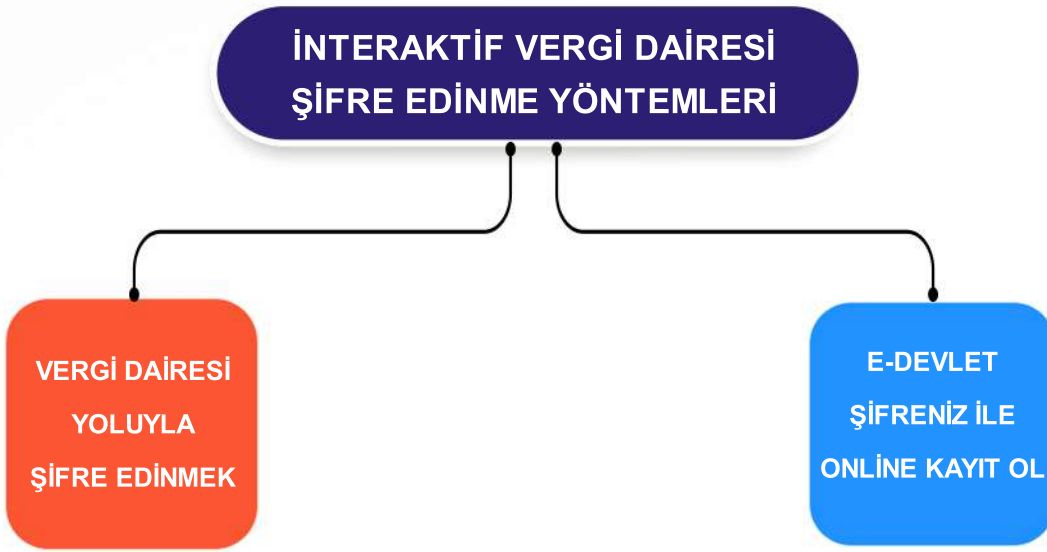 İNTERAKTİF VERGİ DAİRESİ
ŞİFRE EDİNME YÖNTEMLERİ
VERGİ DAİRESİ
YOLUYLA
ŞİFRE EDİNMEK
E-DEVLET
ŞİFRENİZ İLE
ONLİNE KAYIT OL